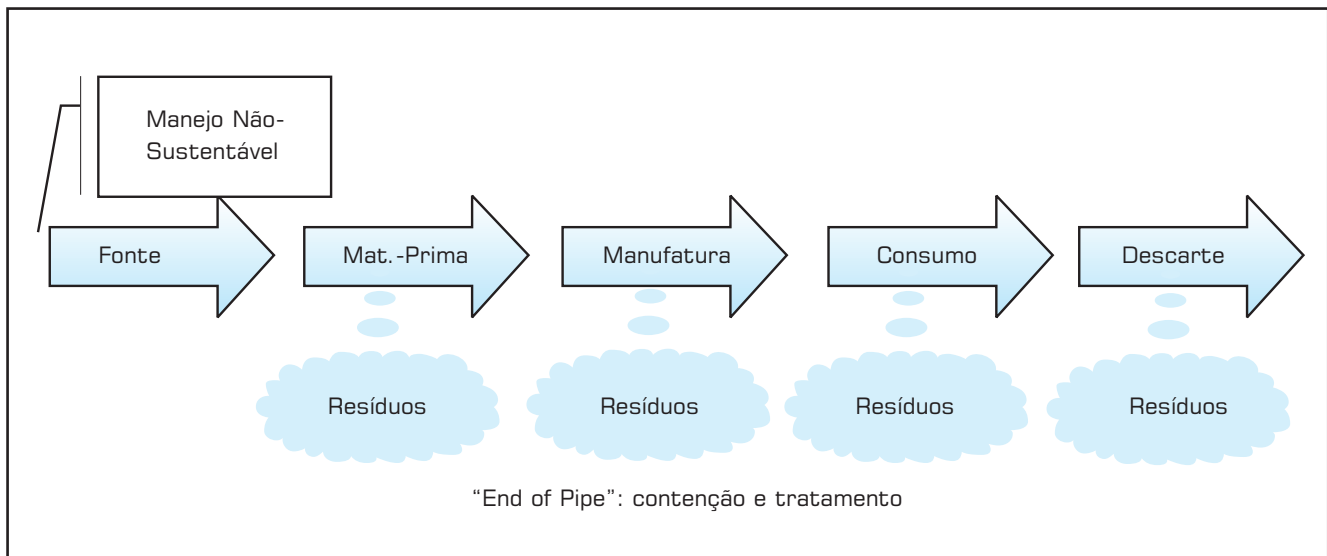 Manejo Não-
Sustentável
Fonte
Mat.-Prima
Manufatura
Consumo
Descarte
Resíduos
Resíduos
Resíduos
Resíduos
“End of Pipe”: contenção e tratamento